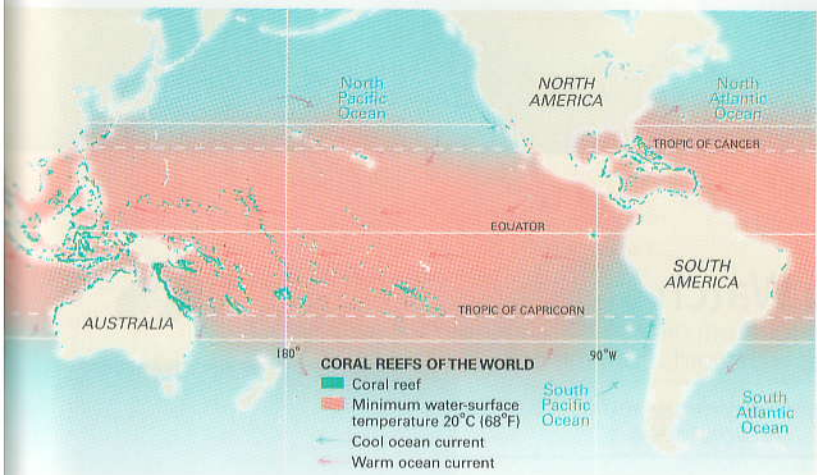 North
Pacific
Ocean
NORTH
AMERICA
North
Atlantic
Ocean
TROPIC OF CANCER
EQUATOR
SOUTH
AMERICA
TROPIC OF CAPRICORN
AUSTRALIA
180°
90°W
CORAL REEFS OF THE WORLD
Coral reef
Minimum water-surface
temperature 20°C (68°F)
Cool ocean current
Warm ocean current
South
Pacific
Ocean
South
Atlantic
Ocean